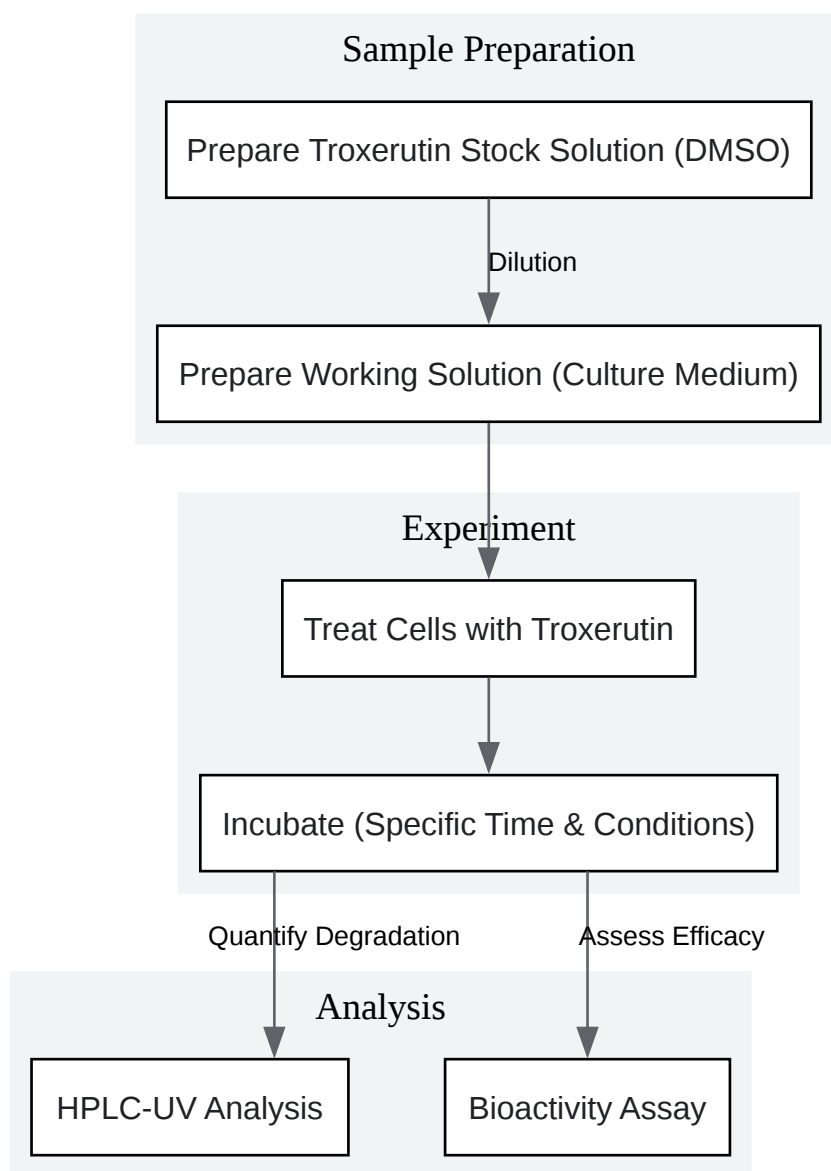 Sample Preparation
Prepare Troxerutin Stock Solution (DMSO)
Dilution
Prepare Working Solution (Culture Medium)
Experiment
Treat Cells with Troxerutin
Incubate (Specific Time & Conditions)
Quantify Degradation
Assess Efficacy
Analysis
HPLC-UV Analysis
Bioactivity Assay